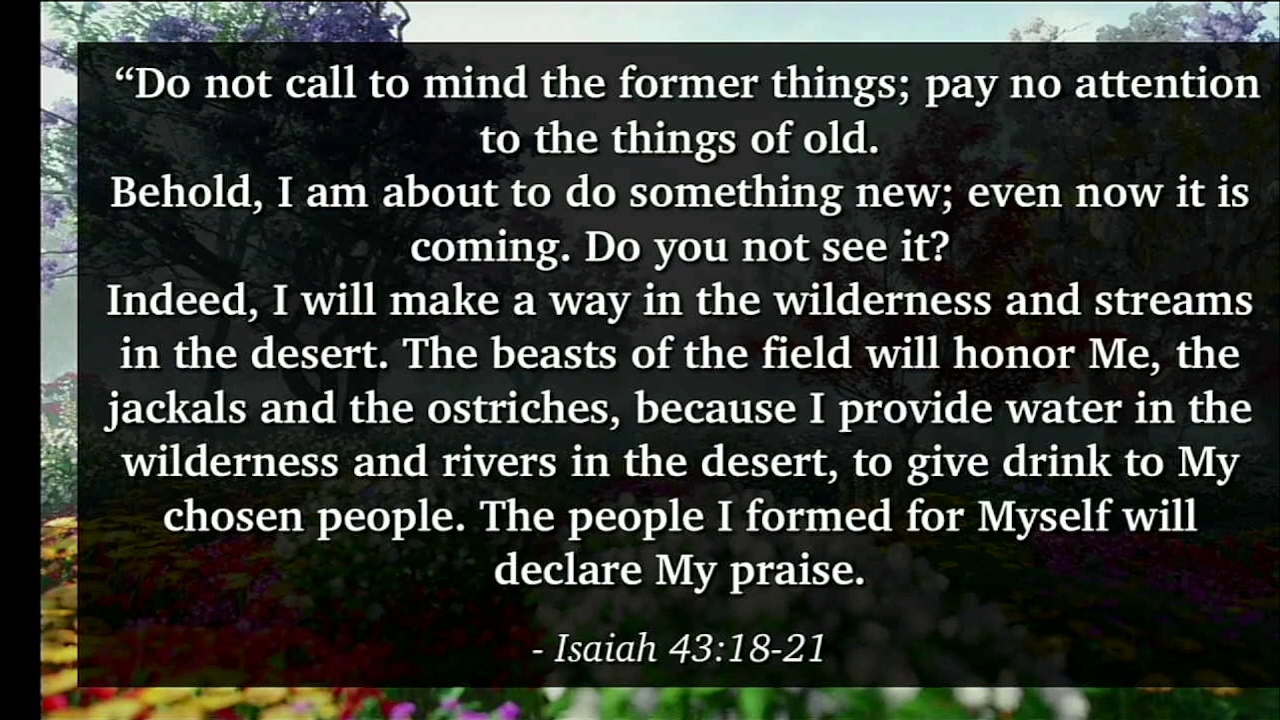 “Do not call to mind the former things; pay no attention
to the things of old.
Behold, I am about to do something new; even now it is
coming. Do you not see it?
Indeed, I will make a way in the wilderness and streams
in the desert. The beasts of the field will honor Me, the
jackals and the ostriches, because I provide water in the
wilderness and rivers in the desert, to give drink to My
chosen people. The people I formed for Myself will
declare My praise.
- Isaiah 43:18-21